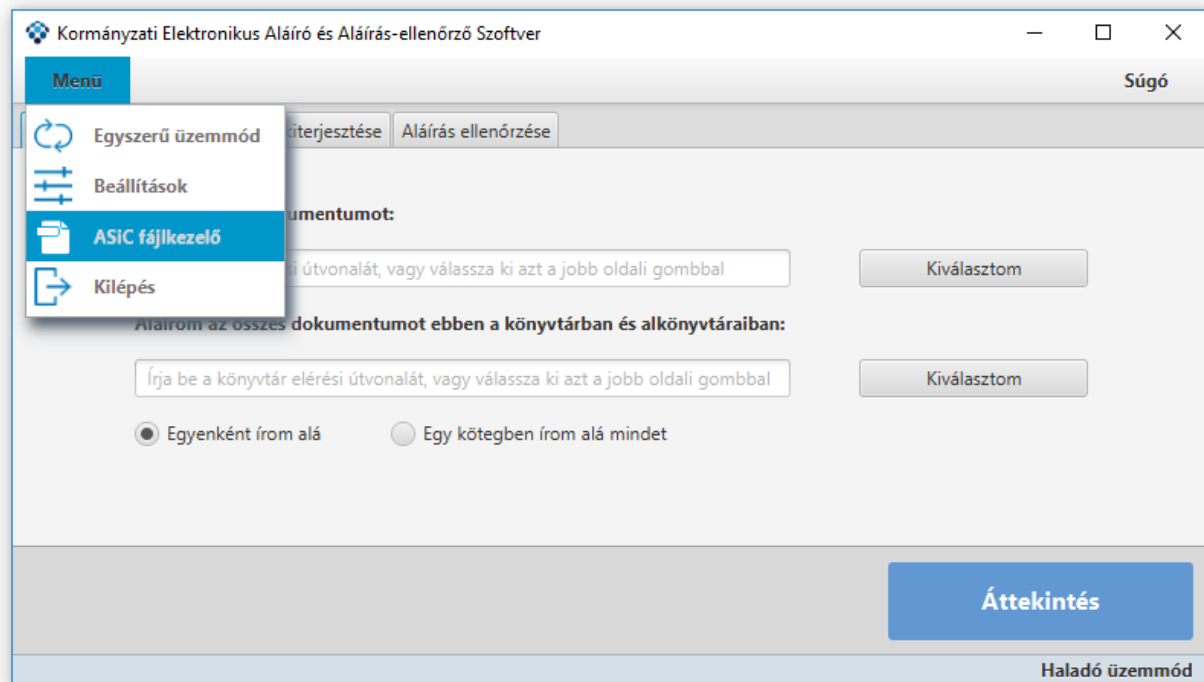 Kormányzati Elektronikus Aláíró és Aláírás-ellenőrző Szoftver
Menü Súgó
Egyszerű üzemmód
Beállítások
ASiC fájlkezelő
Kilépés
kiterjesztése Aláírás ellenőrzése
umentumot:
si útvonalát, vagy válassza ki azt a jobb oldali gombbal Kiválasztom
Aláírom az összes dokumentumot ebben a könyvtárban és alkönyvtáraiban:
Írja be a könyvtár elérési útvonalát, vagy válassza ki azt a jobb oldali gombbal Kiválasztom
Egyenként írom alá Egy kötegben írom alá mindet
Áttekintés
Haladó üzemmód